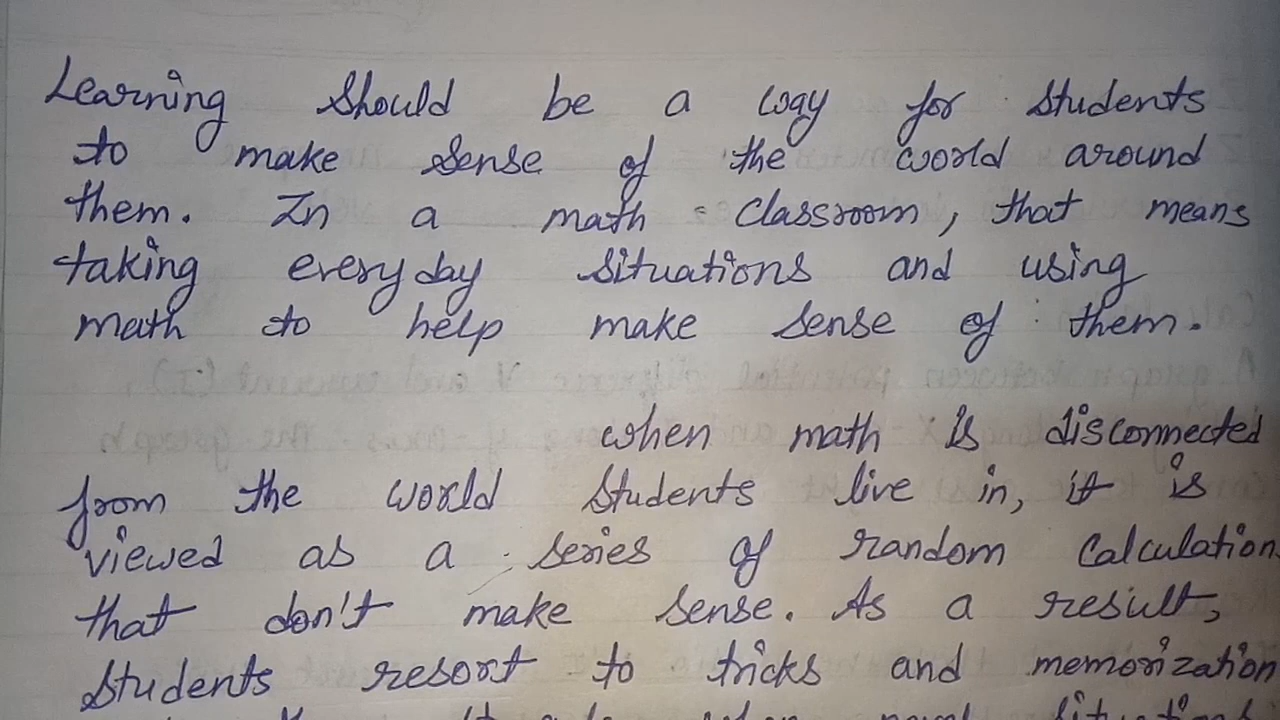 Learning should be a way for students
to make sense of the world around
them. In a math classroom, that means
taking everyday situations and using
math to help make sense of them.
when math is disconnected
from the world students live in, it is
viewed as a series of random calculation
that don't make sense. As a result,
students resort to tricks and memorization